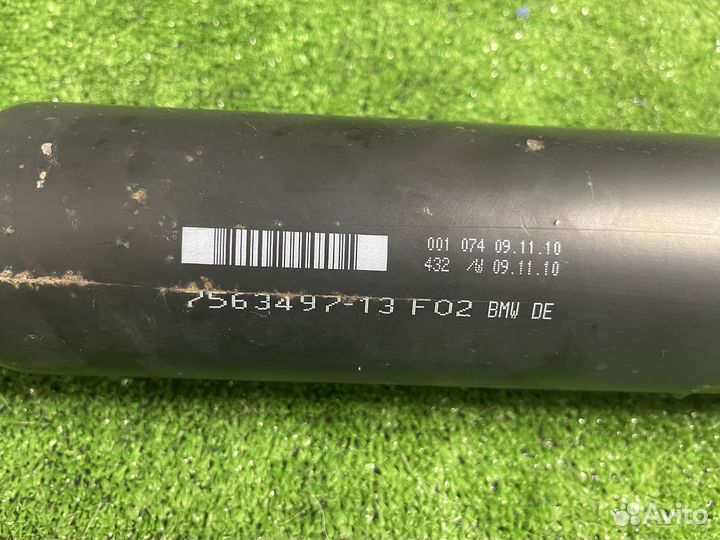 001 074 09.11.10
432 /W 09.11.10
7563497-13 F02 BMW DE
Avito